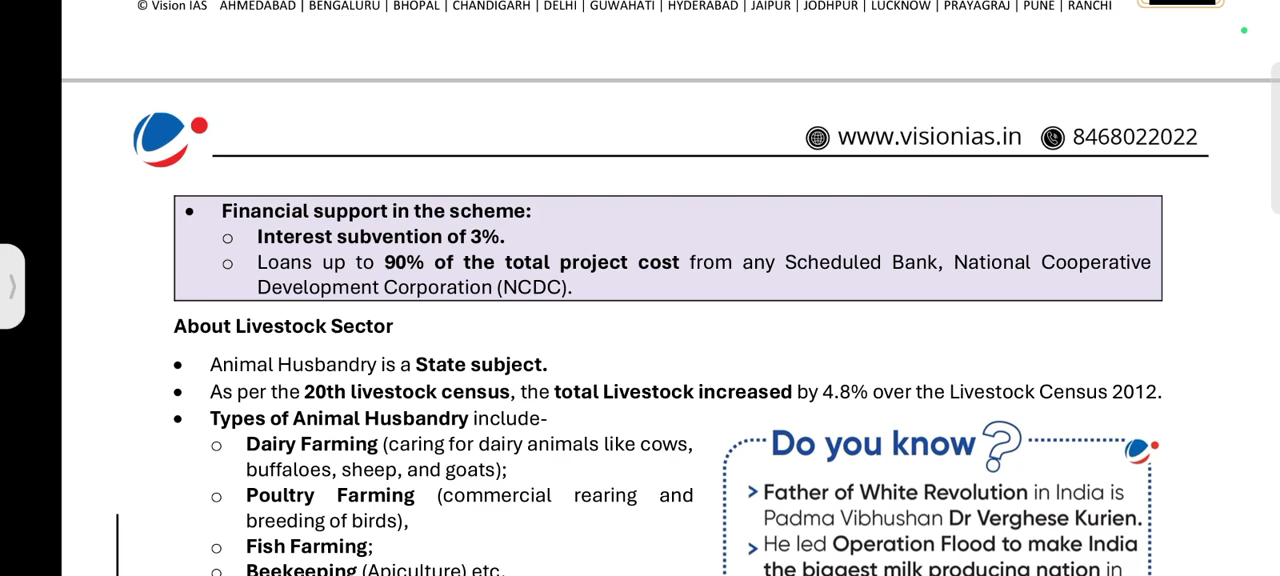 © Vision IAS AHMEDABAD | BENGALURU | BHOPAL | CHANDIGARH | DELHI | GUWAHATI | HYDERABAD | JAIPUR | JODHPUR | LUCKNOW | PRAYAGRAJ | PUNE | RANCHI
www.visionias.in 8468022022
• Financial support in the scheme:
o Interest subvention of 3%.
o Loans up to 90% of the total project cost from any Scheduled Bank, National Cooperative
Development Corporation (NCDC).
About Livestock Sector
• Animal Husbandry is a State subject.
• As per the 20th livestock census, the total Livestock increased by 4.8% over the Livestock Census 2012.
• Types of Animal Husbandry include-
o Dairy Farming (caring for dairy animals like cows,
buffaloes, sheep, and goats);
o Poultry Farming (commercial rearing and
breeding of birds),
o Fish Farming;
o Beekeeping (Apiculture) etc.
Do you know?
> Father of White Revolution in India is
Padma Vibhushan Dr Verghese Kurien.
> He led Operation Flood to make India
the biggest milk producing nation in